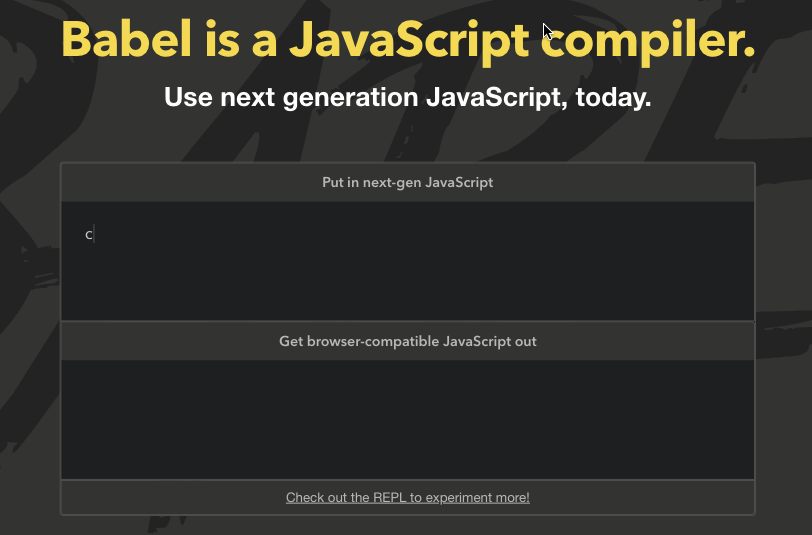 Babel is a JavaScript compiler.
Use next generation JavaScript, today.
Put in next-gen JavaScript
c
Get browser-compatible JavaScript out
Check out the REPL to experiment more!